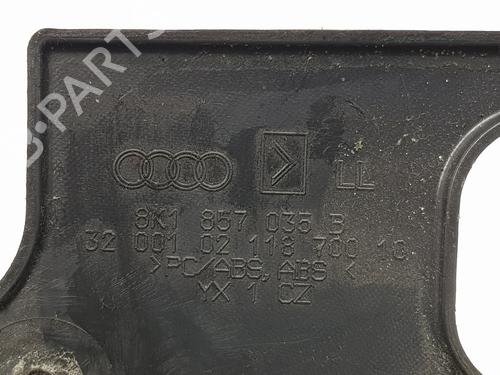 B-PARTS
LL
8K1 857 035 B
32 001 02 118 700 10
>PC/ABS, ABS<
YX 1 CZ